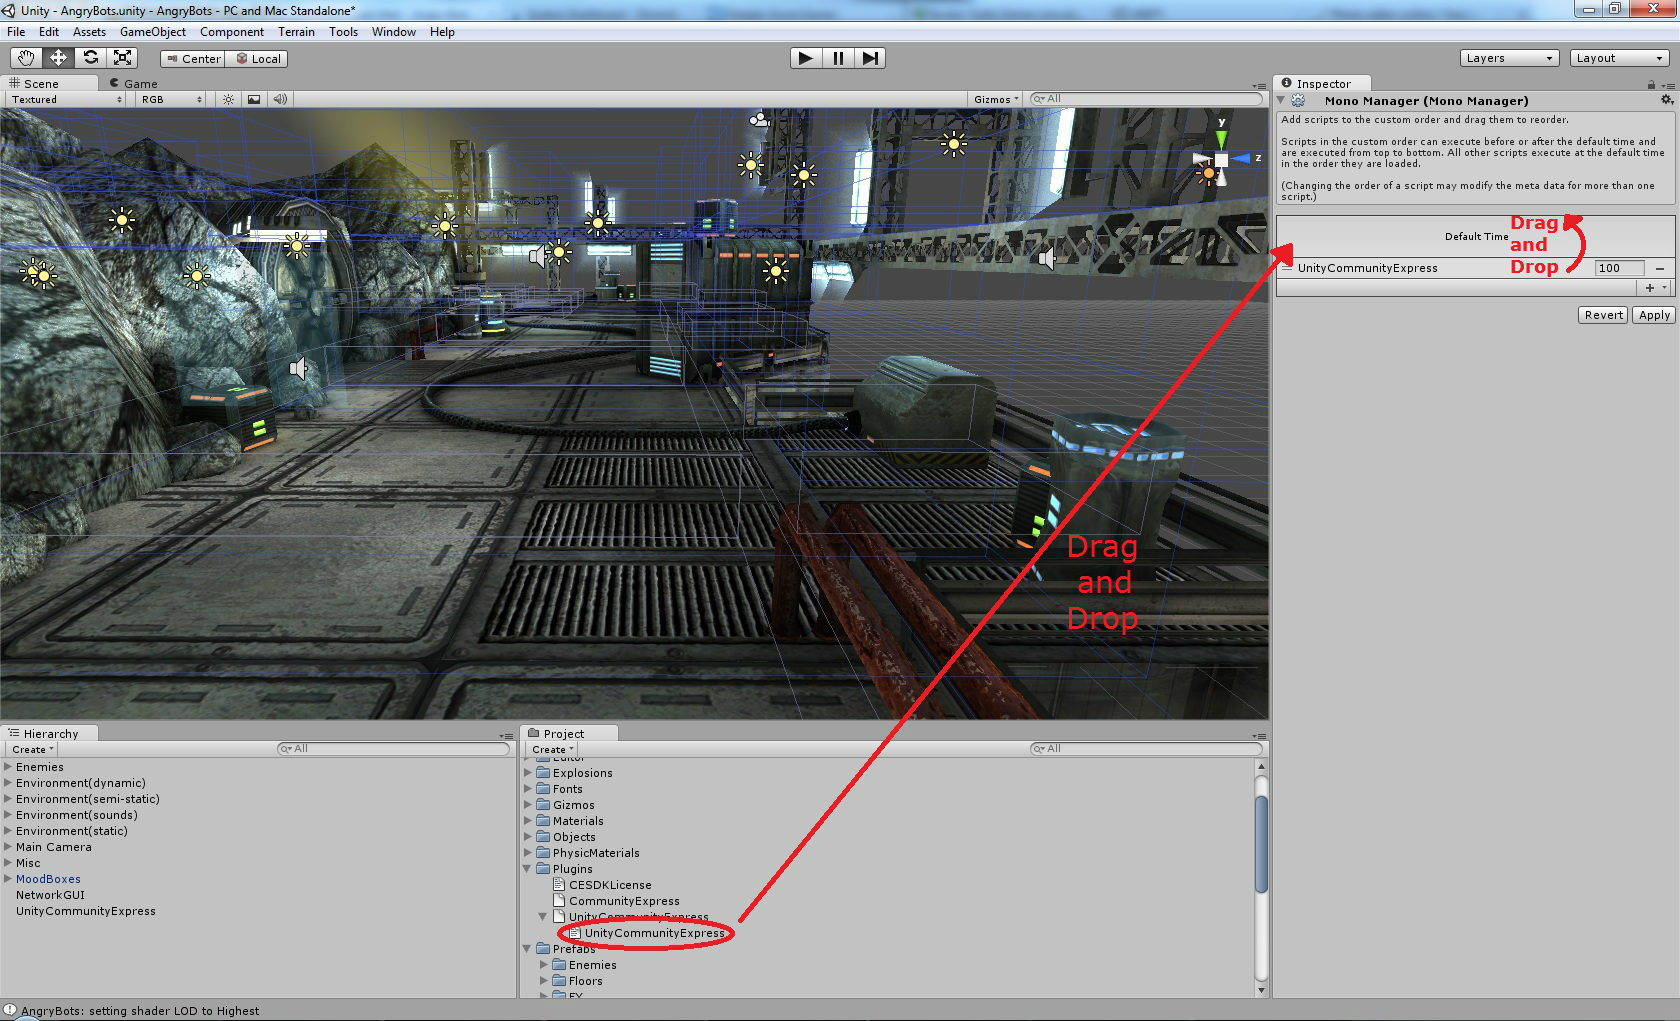 Unity - AngryBots.unity - AngryBots - PC and Mac Standalone*
File Edit Assets GameObject Component Terrain Tools Window Help
Center Local
Layers Layout
Scene Game
Textured RGB Gizmos All
Inspector
Mono Manager (Mono Manager)
Add scripts to the custom order and drag them to reorder.
Scripts in the custom order can execute before or after the default time and
are executed from top to bottom. All other scripts execute at the default time
in the order they are loaded.
(Changing the order of a script may modify the meta data for more than one
script.)
Default Time
Drag
and
Drop
UnityCommunityExpress 100
Revert Apply
y
z
Drag
and
Drop
Hierarchy
Create All
Enemies
Environment(dynamic)
Environment(semi-static)
Environment(sounds)
Environment(static)
Main Camera
Misc
MoodBoxes
NetworkGUI
UnityCommunityExpress
Project
Create All
Editor
Explosions
Fonts
Gizmos
Materials
Objects
PhysicMaterials
Plugins
CESDKLicense
CommunityExpress
UnityCommunityExpress
UnityCommunityExpress
Prefabs
Enemies
Floors
FX
AngryBots: setting shader LOD to Highest